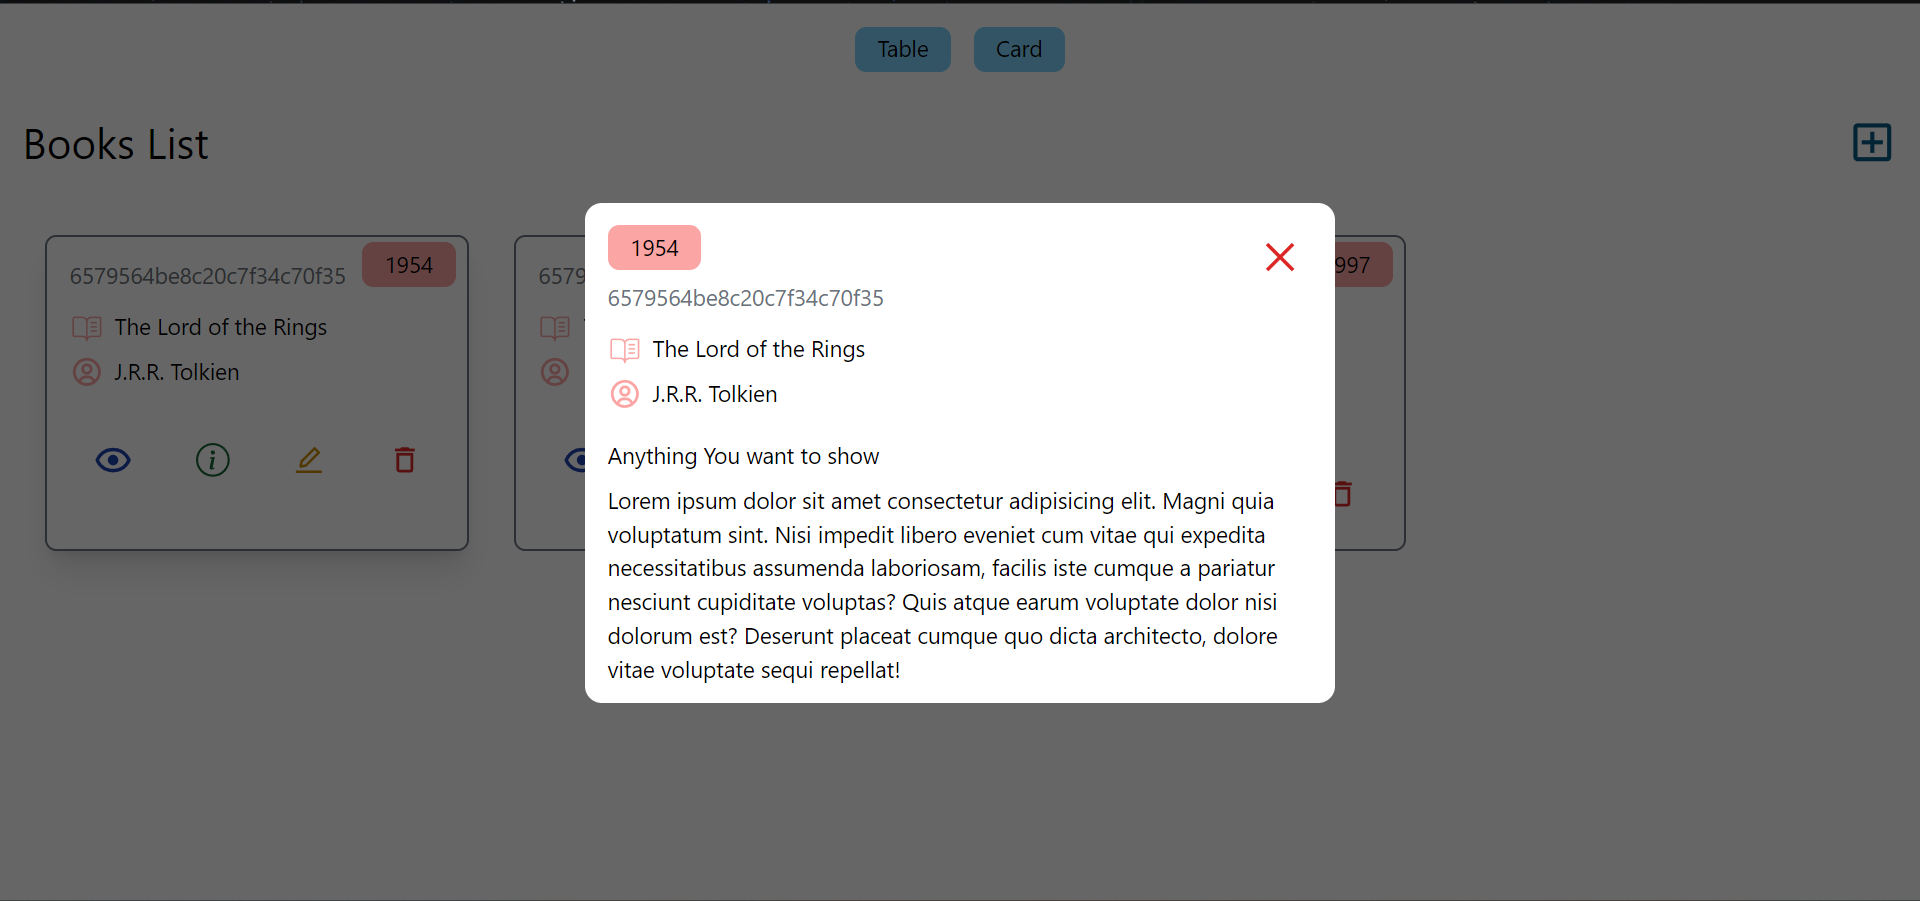 Table
Card
Books List
6579564be8c20c7f34c70f35
1954
The Lord of the Rings
J.R.R. Tolkien
6579
997
1954
6579564be8c20c7f34c70f35
The Lord of the Rings
J.R.R. Tolkien
Anything You want to show
Lorem ipsum dolor sit amet consectetur adipisicing elit. Magni quia
voluptatum sint. Nisi impedit libero eveniet cum vitae qui expedita
necessitatibus assumenda laboriosam, facilis iste cumque a pariatur
nesciunt cupiditate voluptas? Quis atque earum voluptate dolor nisi
dolorum est? Deserunt placeat cumque quo dicta architecto, dolore
vitae voluptate sequi repellat!